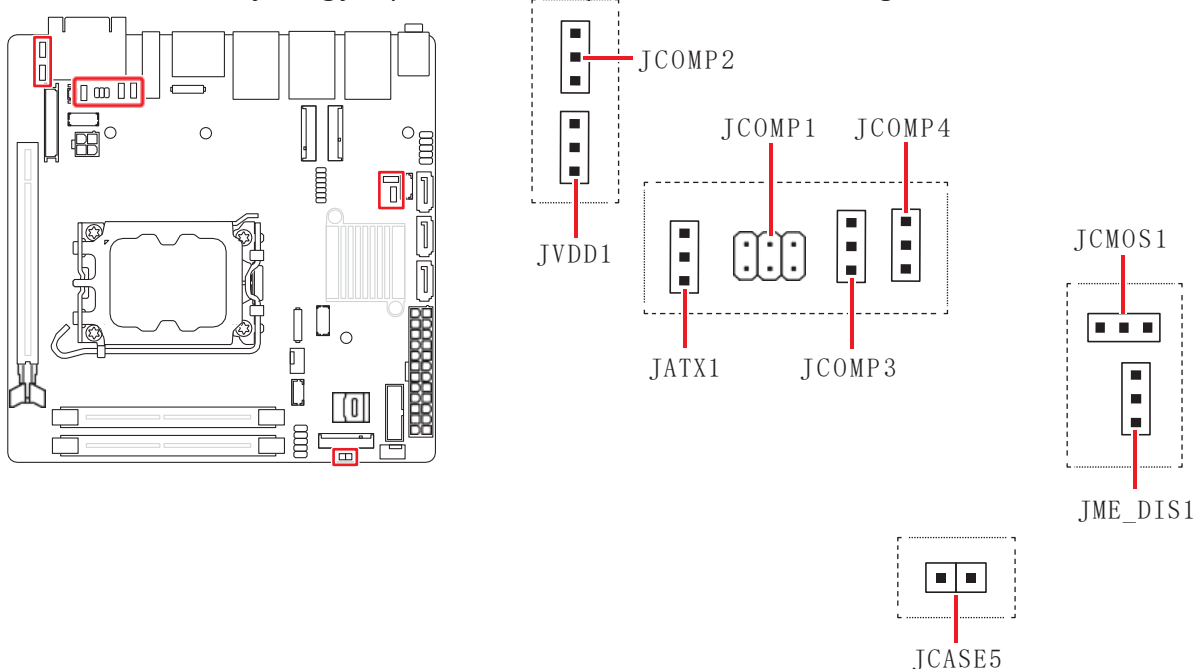 JCOMP2
JCOMP1
JCOMP4
JVDD1
JCMOS1
JATX1
JCOMP3
JME_DIS1
JCASE5